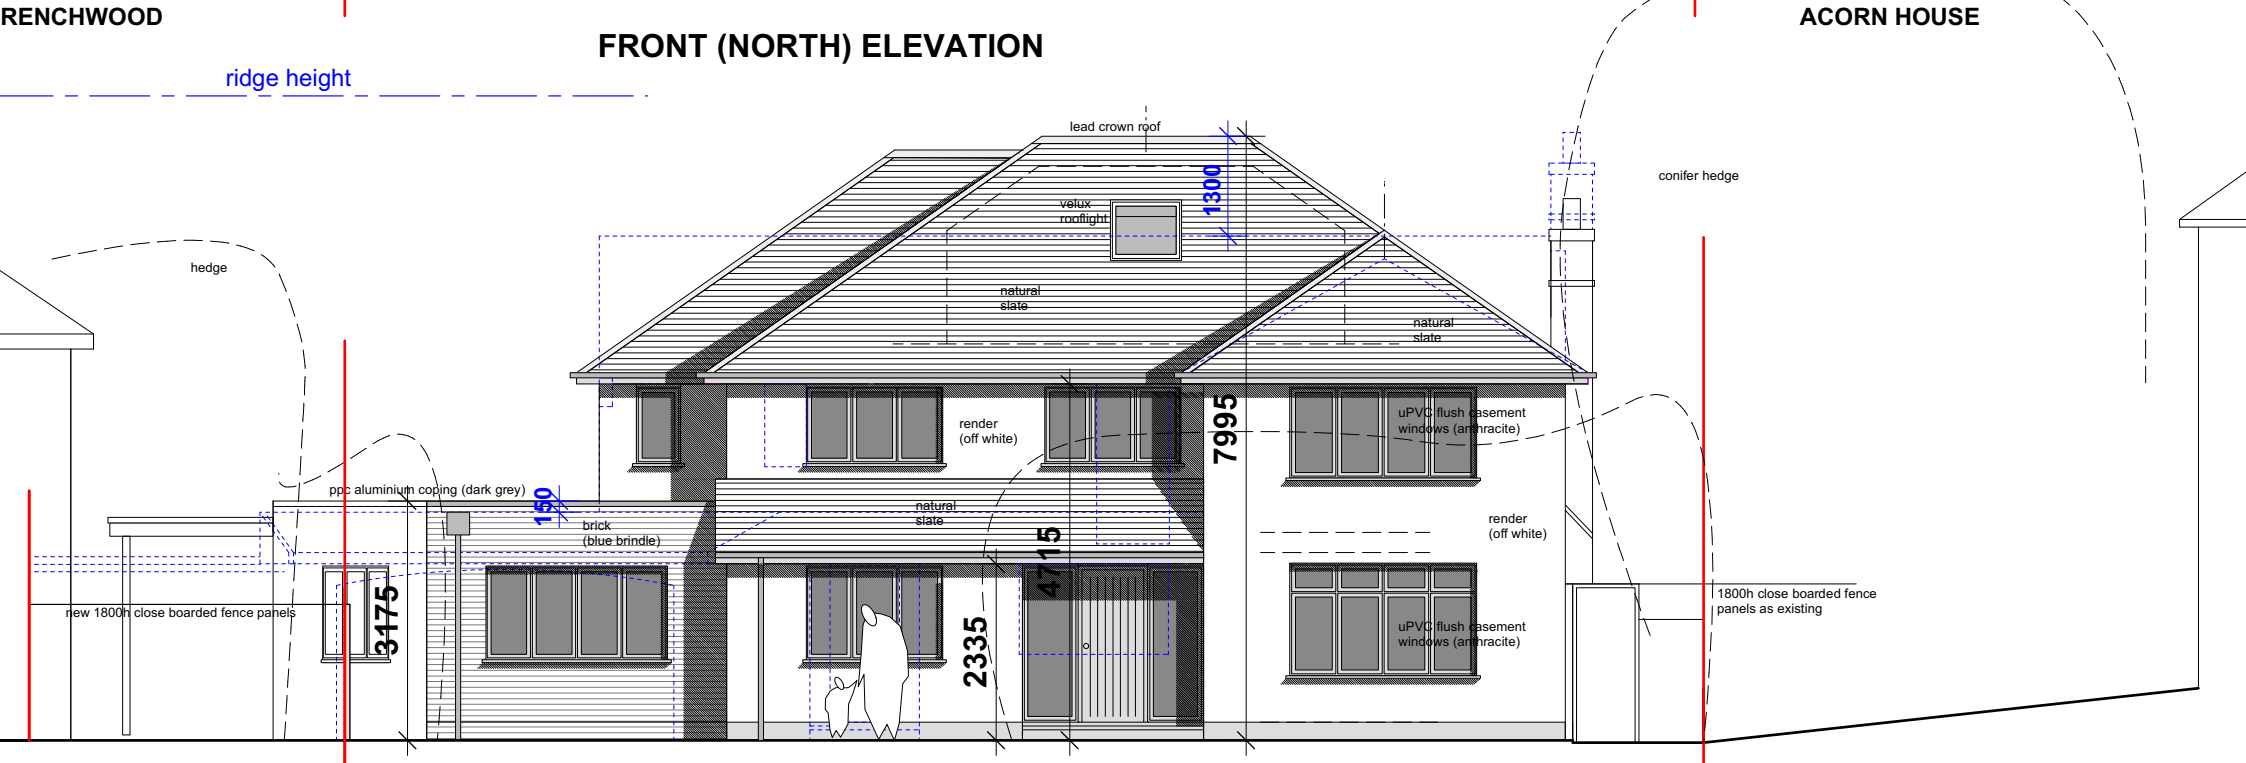 RENCHWOOD
ACORN HOUSE
FRONT (NORTH) ELEVATION
ridge height
lead crown roof
1300
conifer hedge
velux
rooflight
hedge
natural
slate
natural
slate
7995
uPVC flush casement
windows (anthracite)
render
(off white)
ppc aluminium coping (dark grey)
150
natural
slate
brick
(blue brindle)
render
(off white)
4715
3175
2335
new 1800h close boarded fence panels
1800h close boarded fence
panels as existing
uPVC flush casement
windows (anthracite)